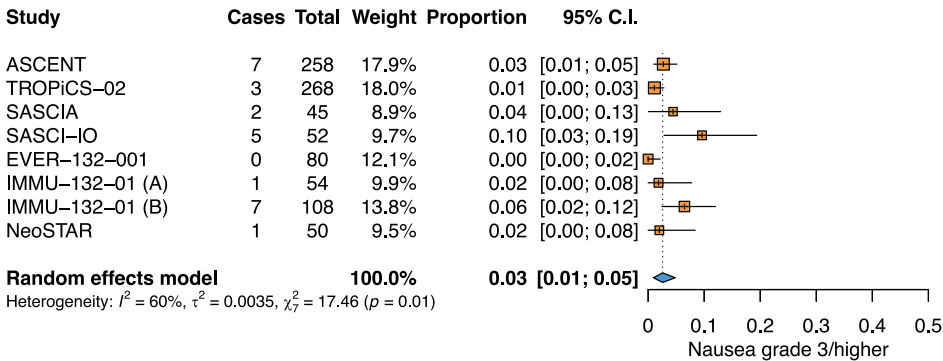 Study Cases Total Weight Proportion 95% C.I.
ASCENT 7 258 17.9% 0.03 [0.01; 0.05]
TROPiCS−02 3 268 18.0% 0.01 [0.00; 0.03]
SASCIA 2 45 8.9% 0.04 [0.00; 0.13]
SASCI−IO 5 52 9.7% 0.10 [0.03; 0.19]
EVER−132−001 0 80 12.1% 0.00 [0.00; 0.02]
IMMU−132−01 (A) 1 54 9.9% 0.02 [0.00; 0.08]
IMMU−132−01 (B) 7 108 13.8% 0.06 [0.02; 0.12]
NeoSTAR 1 50 9.5% 0.02 [0.00; 0.08]
Random effects model 100.0% 0.03 [0.01; 0.05]
Heterogeneity: I² = 60%, τ² = 0.0035, χ²₇ = 17.46 (p = 0.01)
0 0.1 0.2 0.3 0.4 0.5
Nausea grade 3/higher